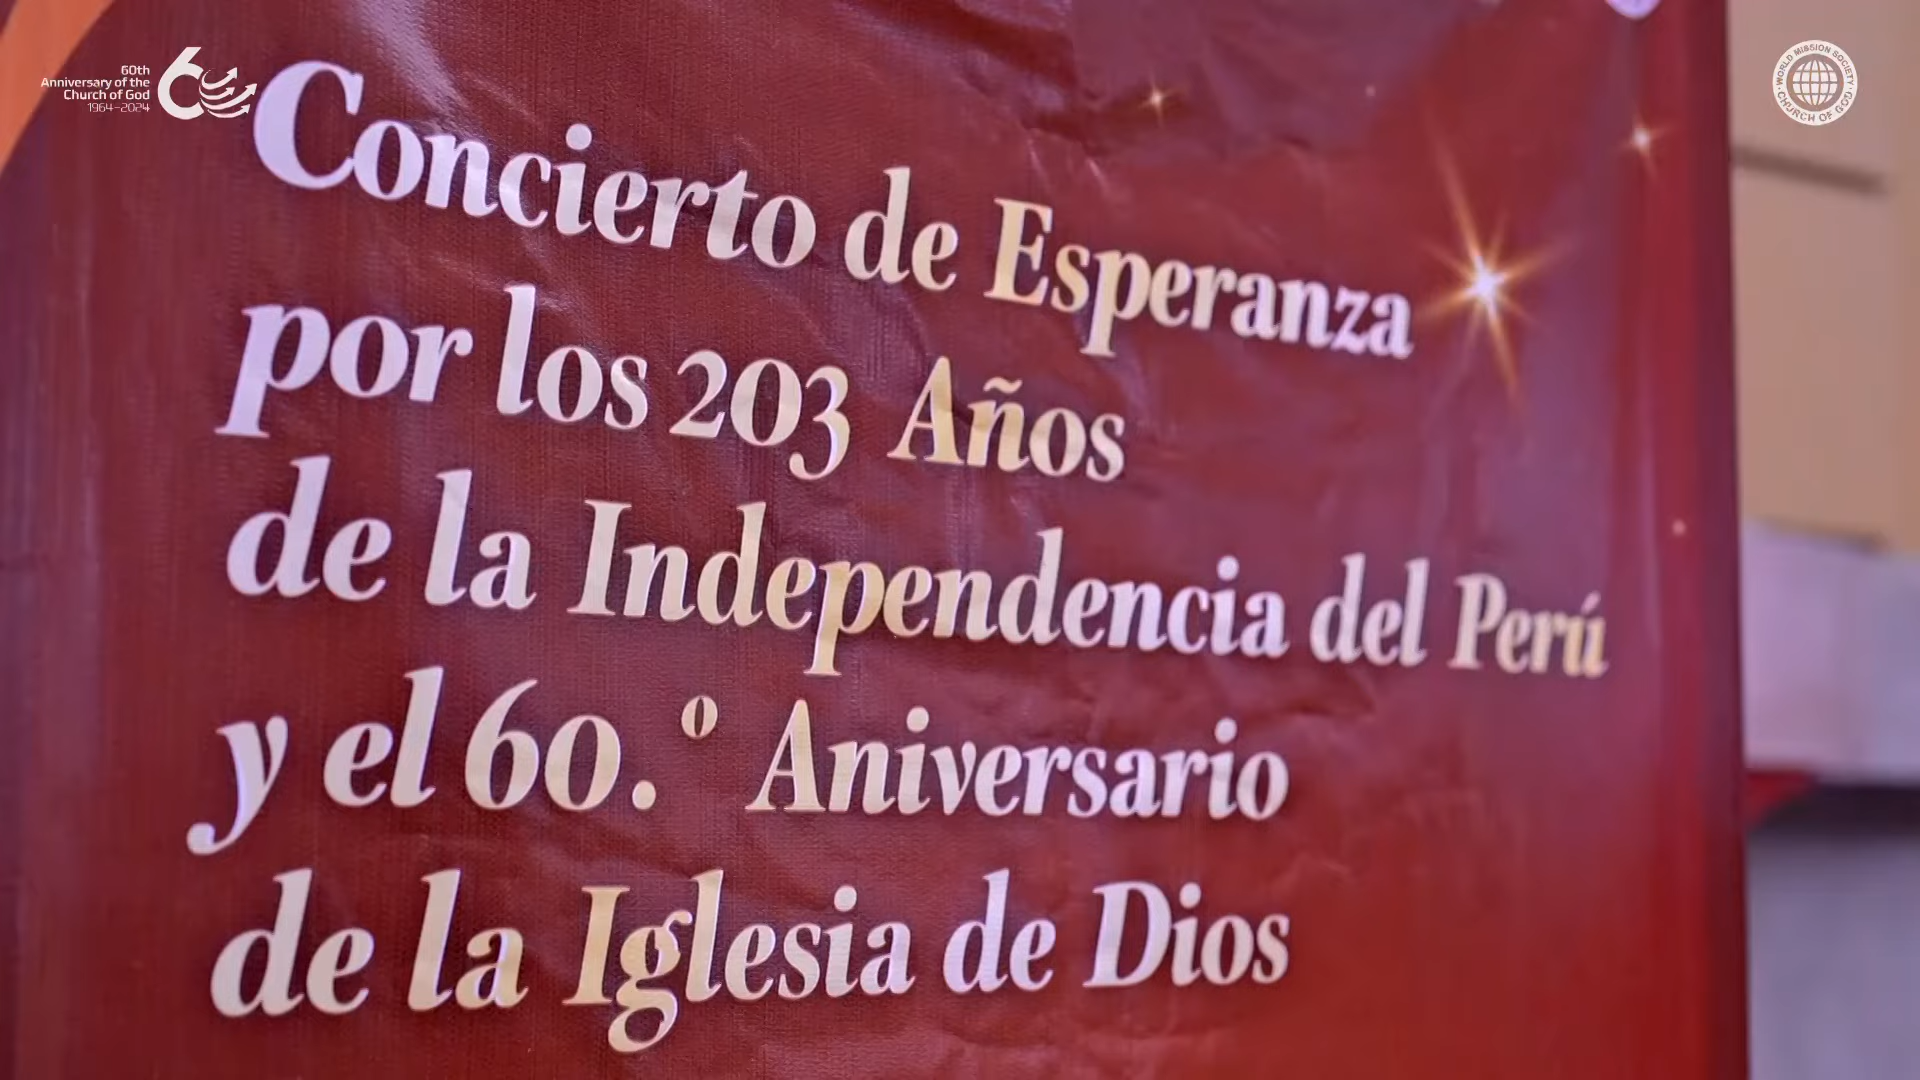 60th
Anniversary of the
Church of God
1964-2024
60
WORLD MISSION SOCIETY
CHURCH OF GOD
Concierto de Esperanza
por los 203 Años
de la Independencia del Perú
y el 60.º Aniversario
de la Iglesia de Dios